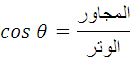 cos θ = المجاور / الوتر